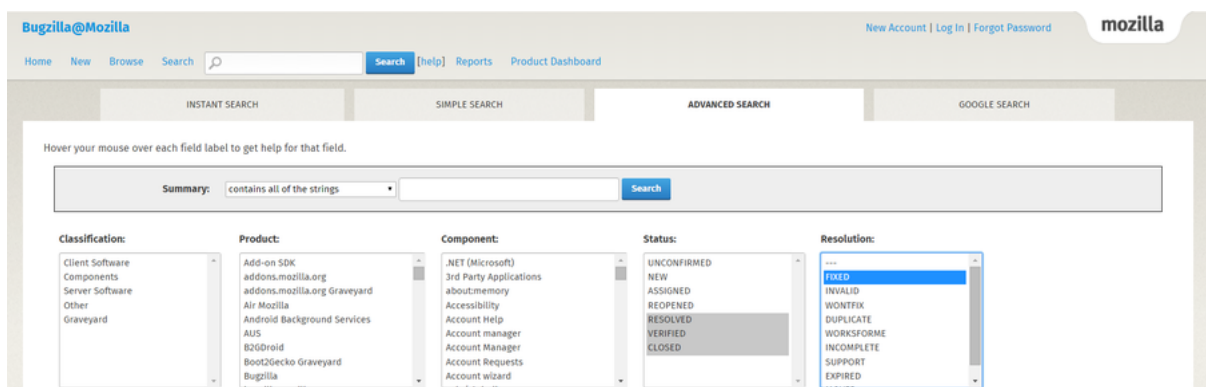 Bugzilla@Mozilla
New Account | Log In | Forgot Password
mozilla
Home New Browse Search Search [help] Reports Product Dashboard
INSTANT SEARCH SIMPLE SEARCH ADVANCED SEARCH GOOGLE SEARCH
Hover your mouse over each field label to get help for that field.
Summary: contains all of the strings Search
Classification:
Client Software
Components
Server Software
Other
Graveyard
Product:
Add-on SDK
addons.mozilla.org
addons.mozilla.org Graveyard
Air Mozilla
Android Background Services
AUS
B2GDroid
Boot2Gecko Graveyard
Bugzilla
Component:
.NET (Microsoft)
3rd Party Applications
about:memory
Accessibility
Account Help
Account manager
Account Manager
Account Requests
Account wizard
Status:
UNCONFIRMED
NEW
ASSIGNED
REOPENED
RESOLVED
VERIFIED
CLOSED
Resolution:
---
FIXED
INVALID
WONTFIX
DUPLICATE
WORKSFORME
INCOMPLETE
SUPPORT
EXPIRED